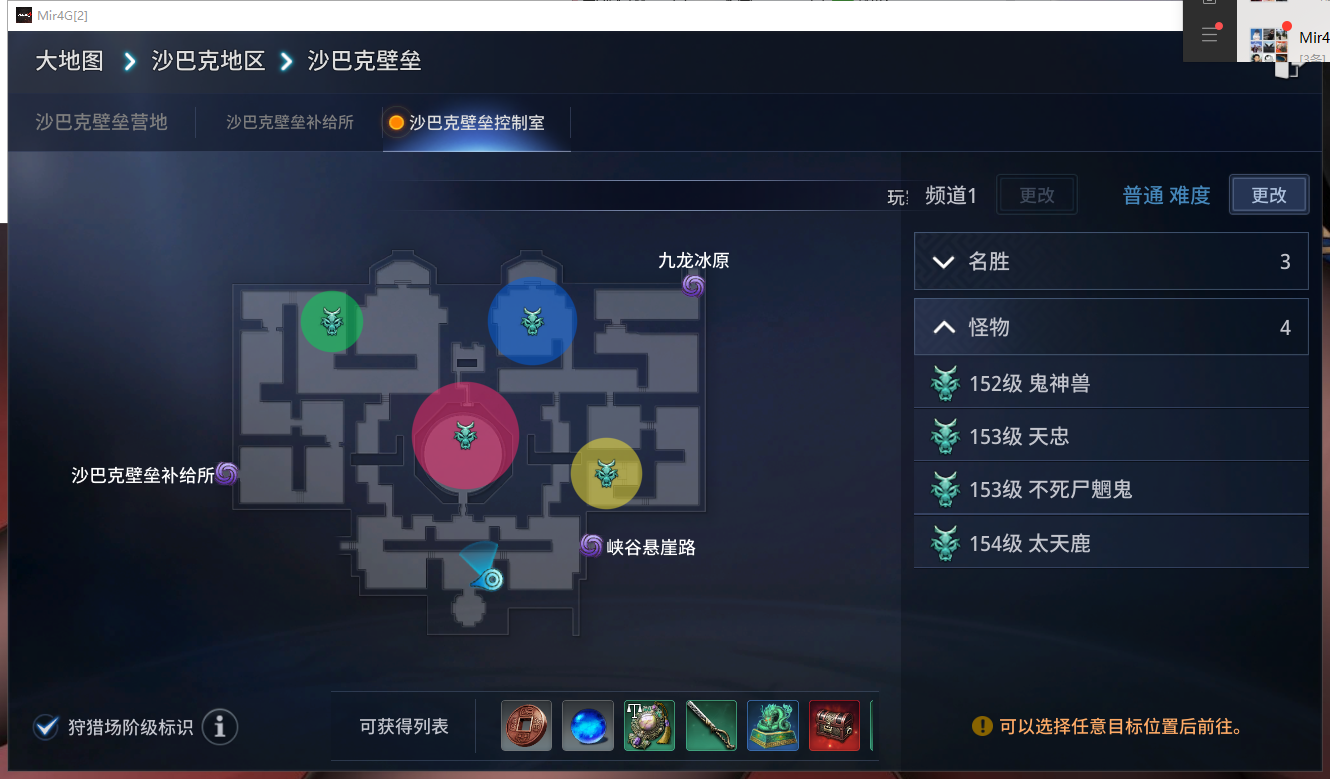 Mir4G[2]
Mir4
[3条]
大地图 沙巴克地区 沙巴克壁垒
沙巴克壁垒营地 沙巴克壁垒补给所 沙巴克壁垒控制室
频道1 更改 普通 难度 更改
名胜 3
怪物 4
152级 鬼神兽
153级 天忠
153级 不死尸魍鬼
154级 太天鹿
九龙冰原
沙巴克壁垒补给所
峡谷悬崖路
狩猎场阶级标识
可获得列表
可以选择任意目标位置后前往。